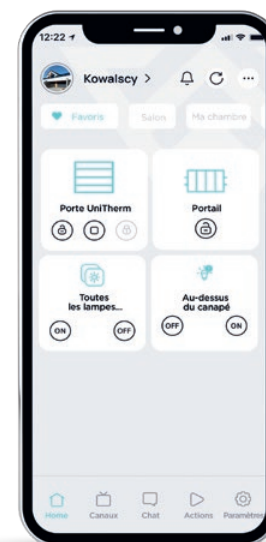 12:22
Kowalscy >
Favoris
Salon
Ma chambre
Porte UniTherm
Portail
Toutes
les lampes...
ON
OFF
Au-dessus
du canapé
OFF
ON
Home
Canaux
Chat
Actions
Paramètres